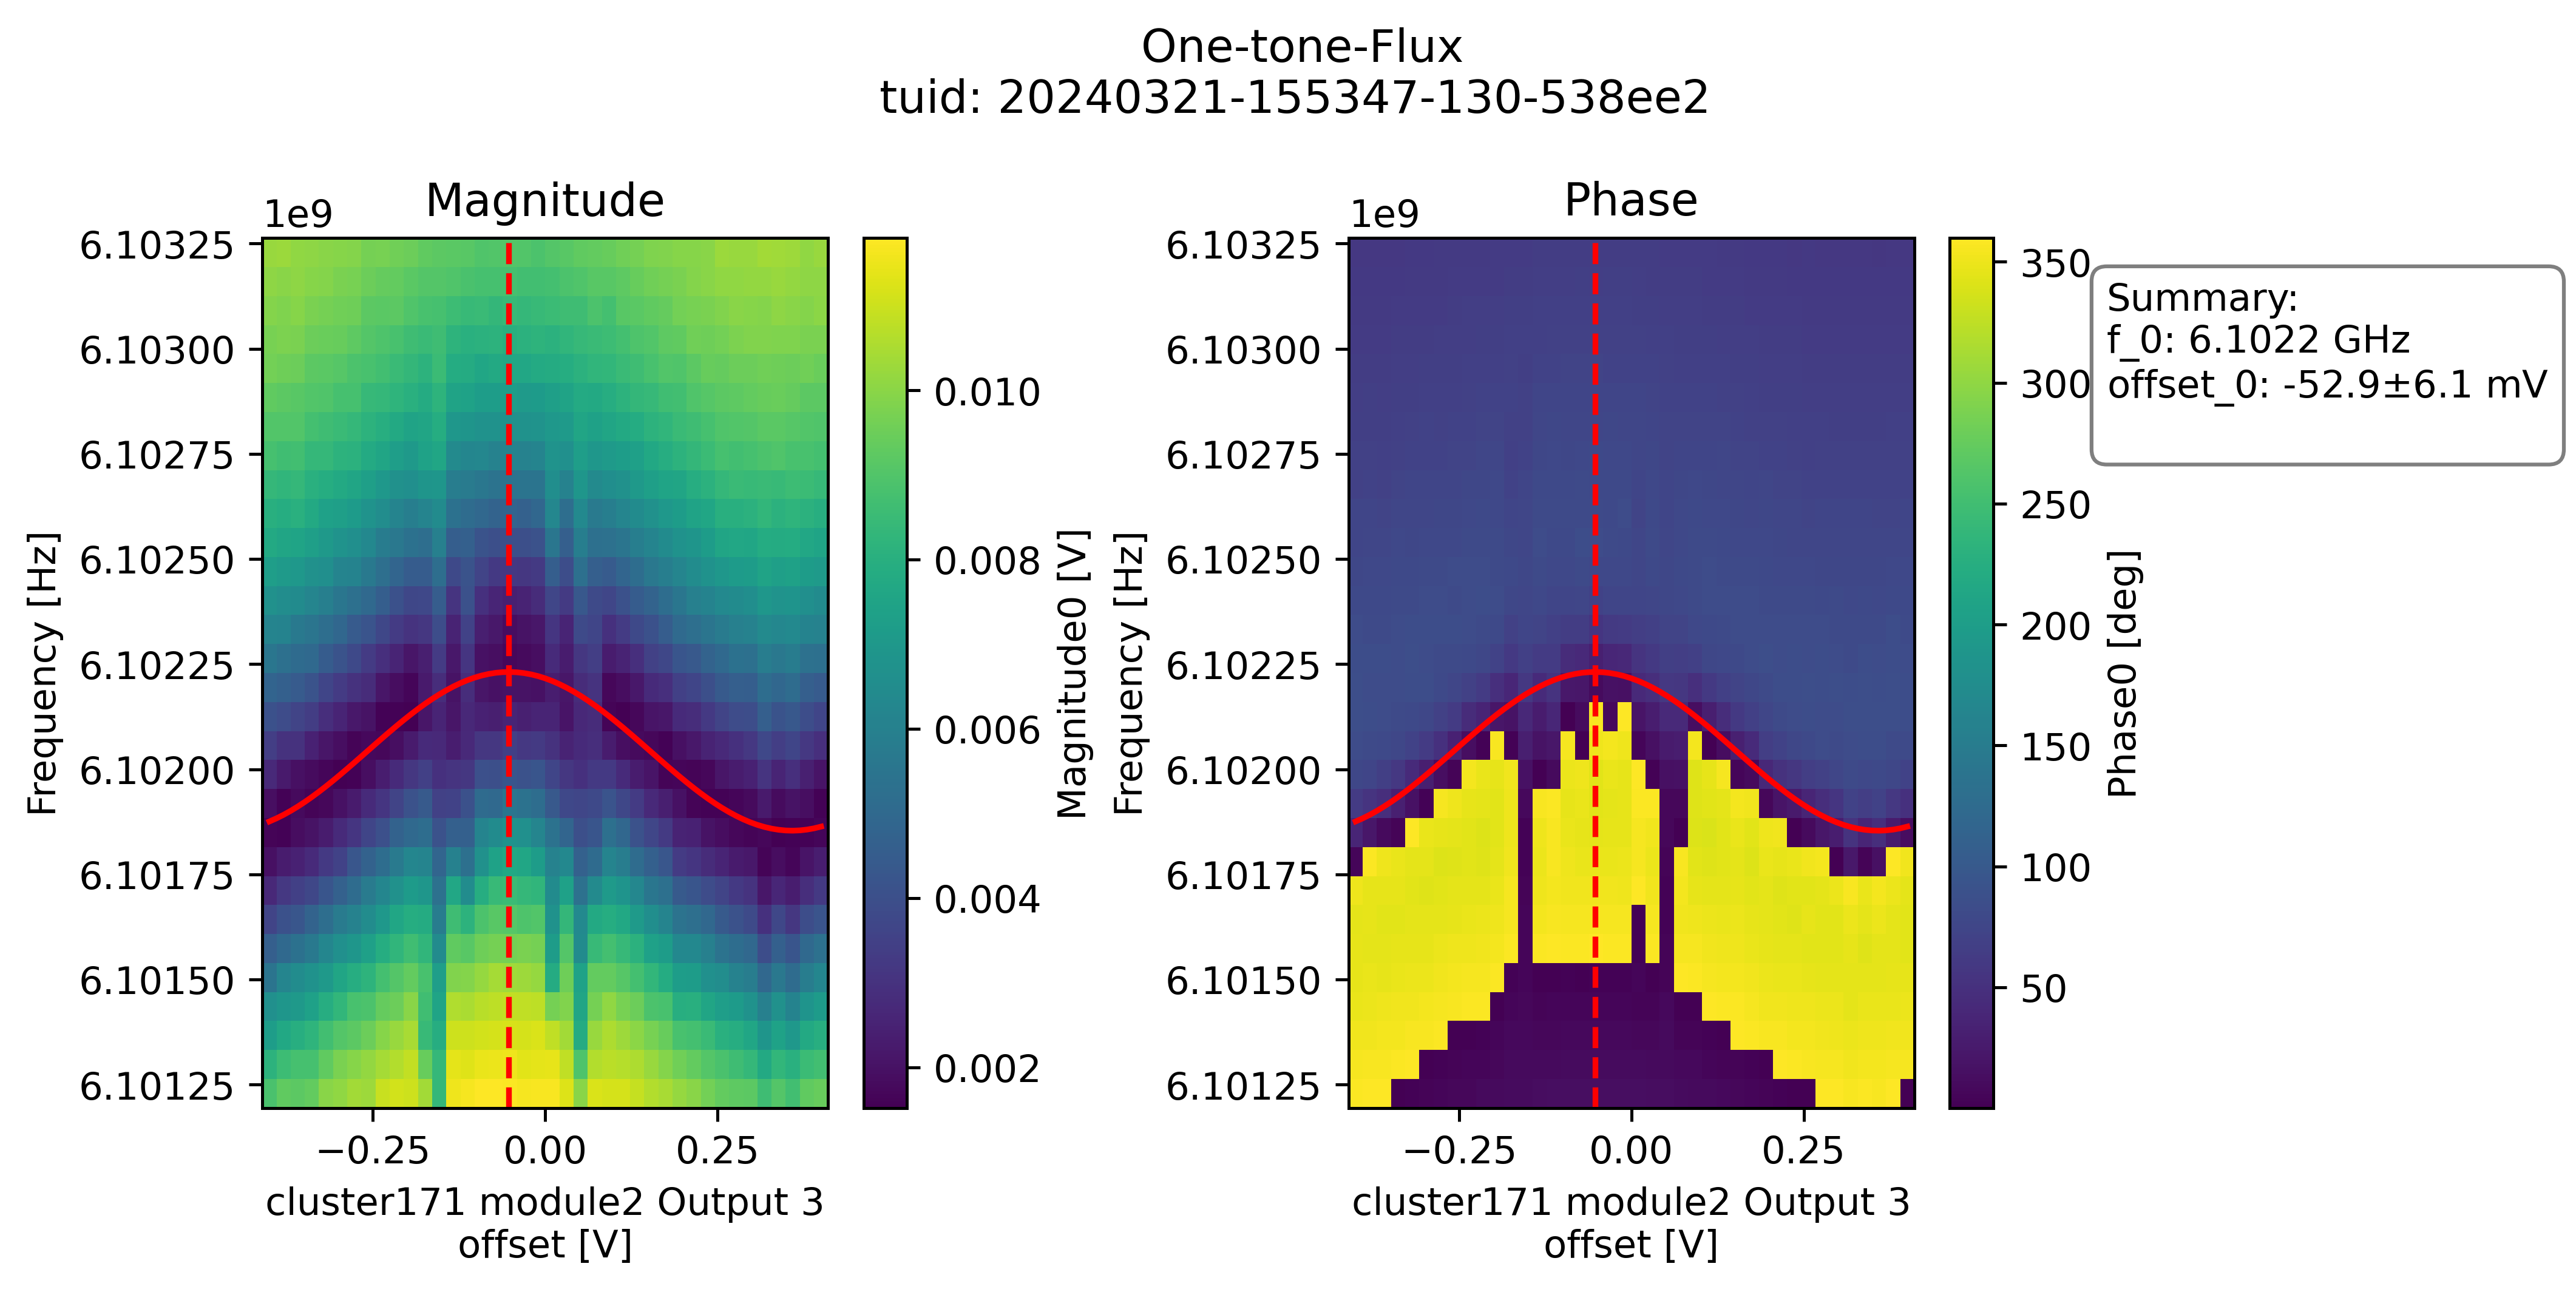 One-tone-Flux
tuid: 20240321-155347-130-538ee2
Magnitude
1e9
6.10325
6.10300
6.10275
6.10250
6.10225
6.10200
6.10175
6.10150
6.10125
Frequency [Hz]
−0.25
0.00
0.25
cluster171 module2 Output 3
offset [V]
0.010
0.008
0.006
0.004
0.002
Magnitude0 [V]
Phase
1e9
6.10325
6.10300
6.10275
6.10250
6.10225
6.10200
6.10175
6.10150
6.10125
Frequency [Hz]
−0.25
0.00
0.25
cluster171 module2 Output 3
offset [V]
350
300
250
200
150
100
50
Phase0 [deg]
Summary:
f_0: 6.1022 GHz
offset_0: -52.9±6.1 mV